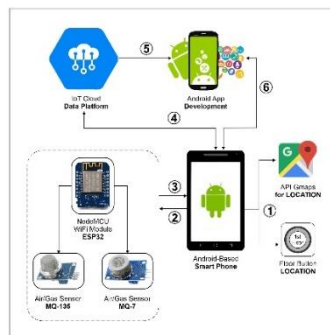 5
6
IoT Cloud
Data Platform
Android App
Development
4
NodeMCU
WiFi Module
ESP32
3
2
1
API Gmaps
for LOCATION
Android-Based
Smart Phone
Floor Button
LOCATION
Air/Gas Sensor
MQ-135
Air/Gas Sensor
MQ-7